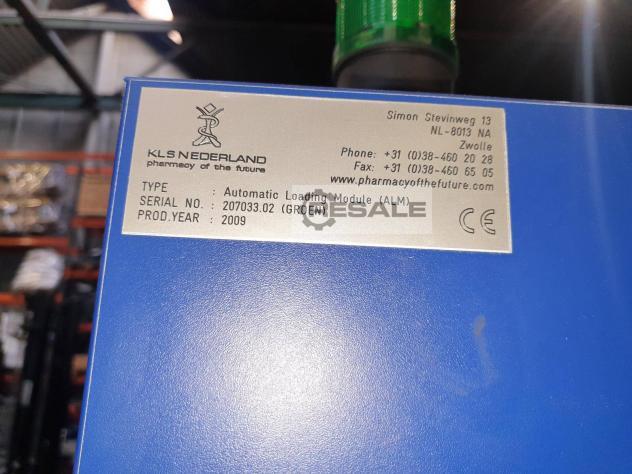 KLS NEDERLAND
pharmacy of the future
Simon Stevinweg 13
NL-8013 NA
Zwolle
Phone: +31 (0)38-460 20 28
Fax: +31 (0)38-460 65 05
www.pharmacyofthefuture.com
TYPE : Automatic Loading Module (ALM)
SERIAL NO. : 207033.02 (GROEN)
PROD.YEAR : 2009
CE
RESALE